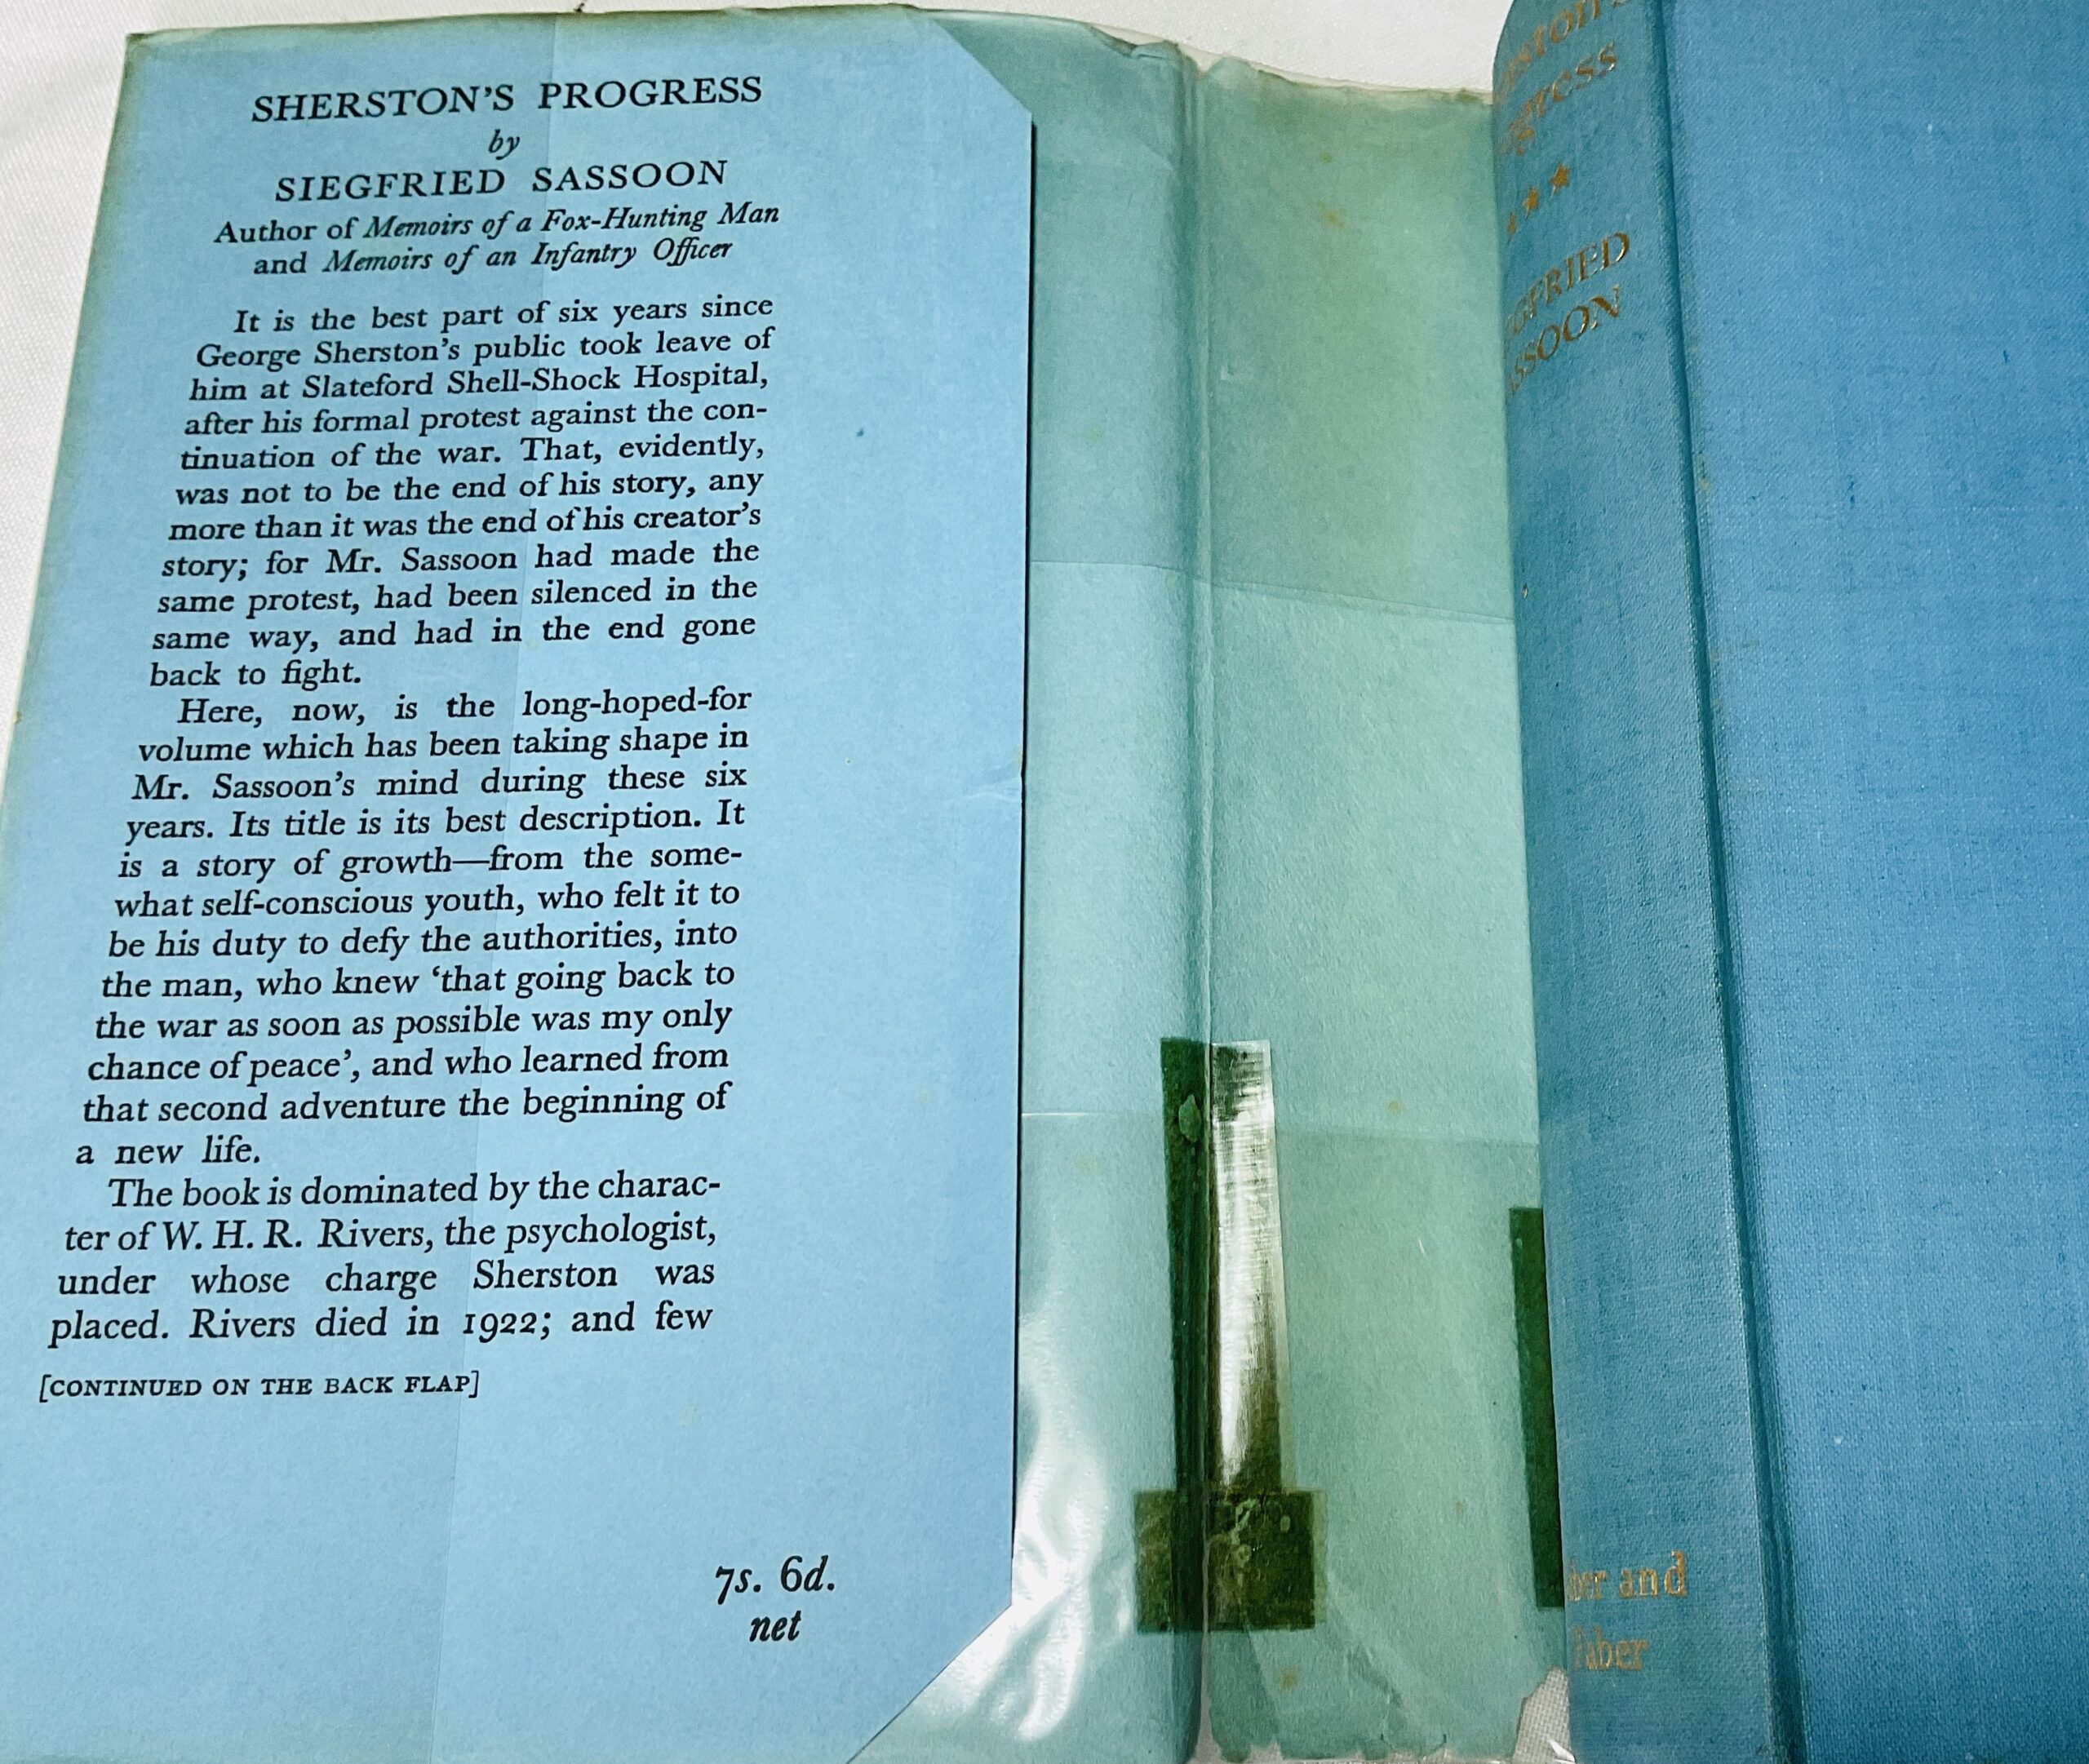 SHERSTON'S PROGRESS
by
SIEGFRIED SASSOON
Author of Memoirs of a Fox-Hunting Man
and Memoirs of an Infantry Officer
It is the best part of six years since
George Sherston's public took leave of
him at Slateford Shell-Shock Hospital,
after his formal protest against the con-
tinuation of the war. That, evidently,
was not to be the end of his story, any
more than it was the end of his creator's
story; for Mr. Sassoon had made the
same protest, had been silenced in the
same way, and had in the end gone
back to fight.
Here, now, is the long-hoped-for
volume which has been taking shape in
Mr. Sassoon's mind during these six
years. Its title is its best description. It
is a story of growth—from the some-
what self-conscious youth, who felt it to
be his duty to defy the authorities, into
the man, who knew ‘that going back to
the war as soon as possible was my only
chance of peace’, and who learned from
that second adventure the beginning of
a new life.
The book is dominated by the charac-
ter of W. H. R. Rivers, the psychologist,
under whose charge Sherston was
placed. Rivers died in 1922; and few
[CONTINUED ON THE BACK FLAP]
7s. 6d.
net
and